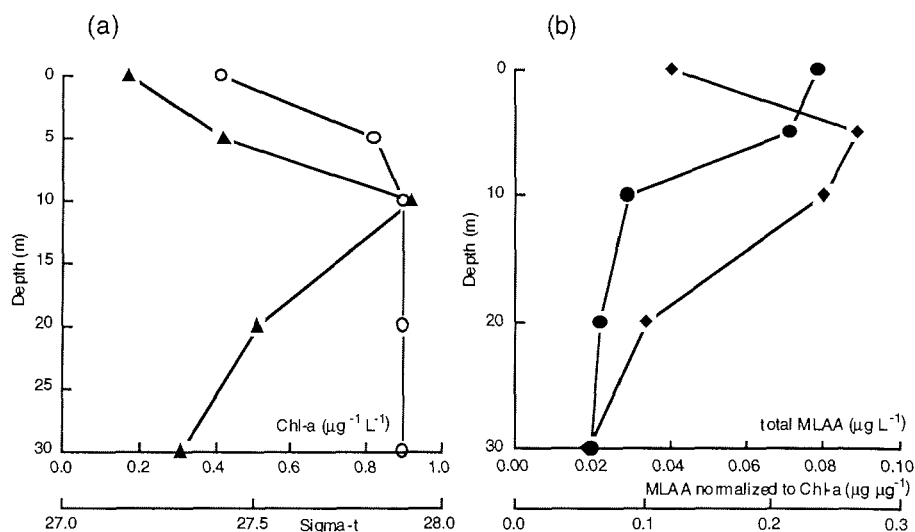 (a)
(b)
0
5
10
15
20
25
30
Depth (m)
Chl-a (µg⁻¹ L⁻¹)
0.0 0.2 0.4 0.6 0.8 1.0
27.0 27.5 28.0
Sigma-t
0
10
20
30
Depth (m)
total MLAA (µg L⁻¹)
0.00 0.02 0.04 0.06 0.08 0.10
MLAA normalized to Chl-a (µg µg⁻¹)
0.0 0.1 0.2 0.3